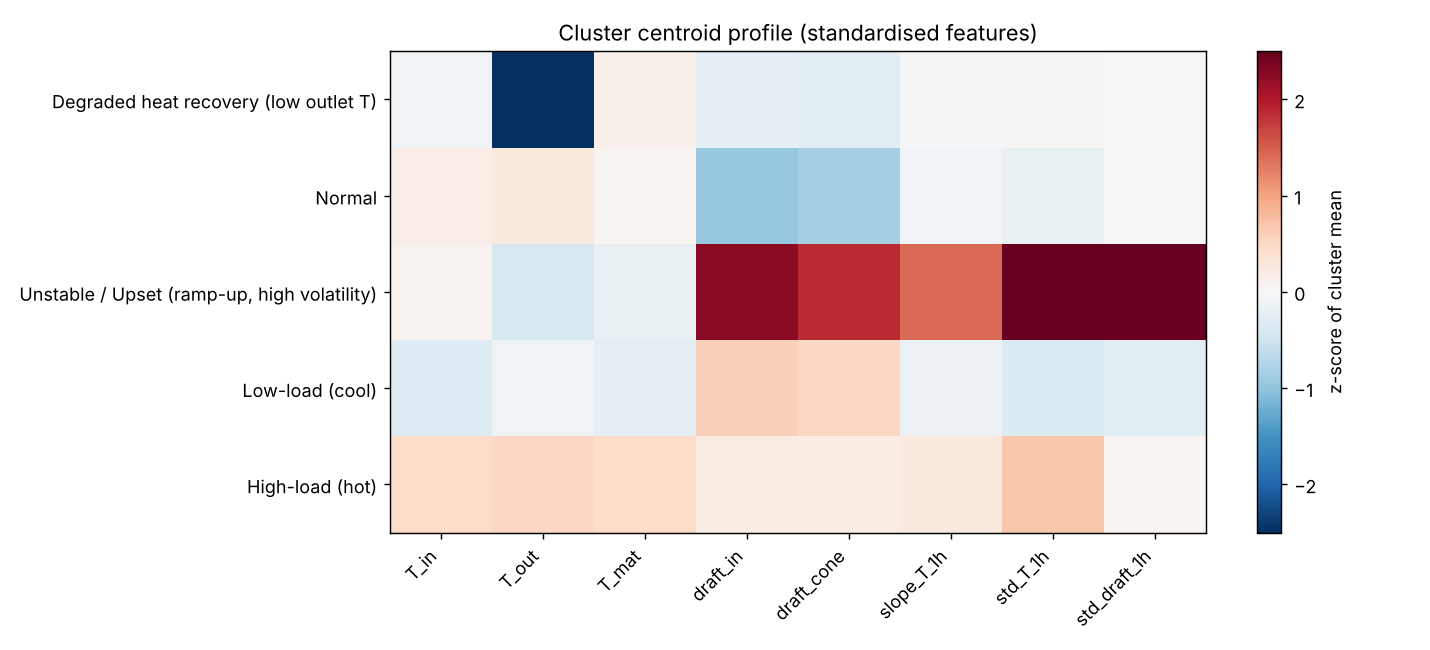 Cluster centroid profile (standardised features)
Degraded heat recovery (low outlet T)
Normal
Unstable / Upset (ramp-up, high volatility)
Low-load (cool)
High-load (hot)
T_in
T_out
T_mat
draft_in
draft_cone
slope_T_1h
std_T_1h
std_draft_1h
2
1
0
−1
−2
z-score of cluster mean